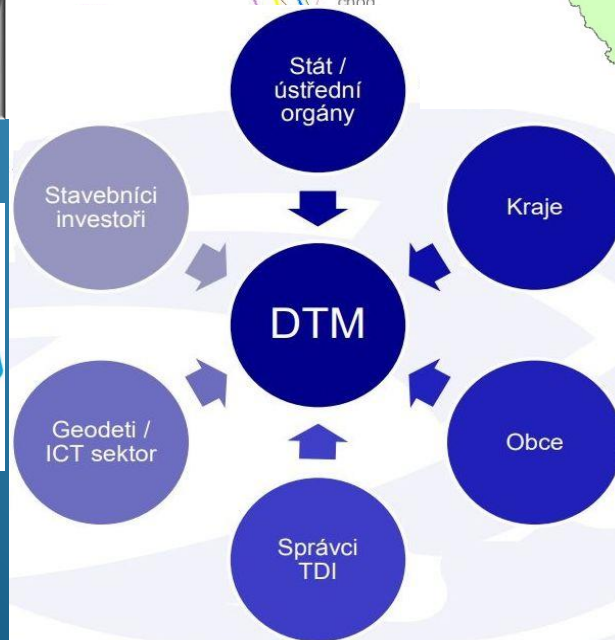 Stát /
ústřední
orgány
Stavebníci
investoři
Kraje
DTM
Geodeti /
ICT sektor
Obce
Správci
TDI